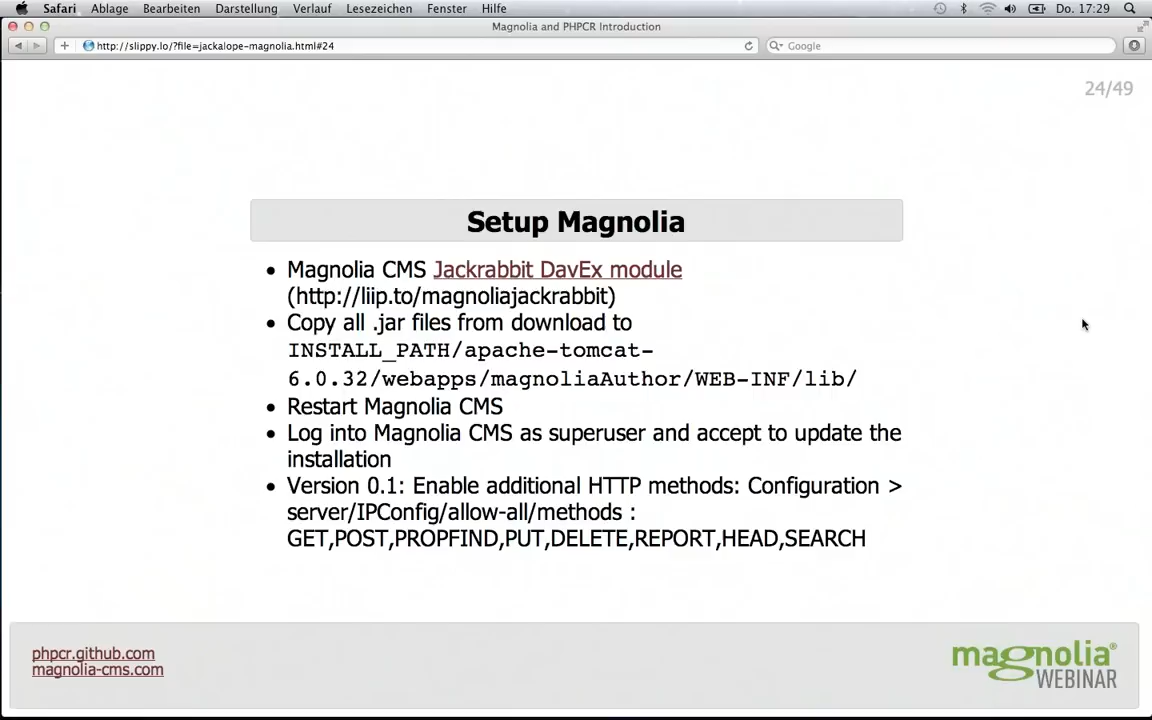 Safari Ablage Bearbeiten Darstellung Verlauf Lesezeichen Fenster Hilfe Do. 17:29
Magnolia and PHPCR Introduction
http://slippy.lo/?file=jackalope-magnolia.html#24 Google
24/49
Setup Magnolia
• Magnolia CMS Jackrabbit DavEx module
(http://liip.to/magnoliajackrabbit)
• Copy all .jar files from download to
INSTALL_PATH/apache-tomcat-
6.0.32/webapps/magnoliaAuthor/WEB-INF/lib/
• Restart Magnolia CMS
• Log into Magnolia CMS as superuser and accept to update the
installation
• Version 0.1: Enable additional HTTP methods: Configuration >
server/IPConfig/allow-all/methods :
GET,POST,PROPFIND,PUT,DELETE,REPORT,HEAD,SEARCH
phpcr.github.com
magnolia-cms.com
magnolia®
WEBINAR